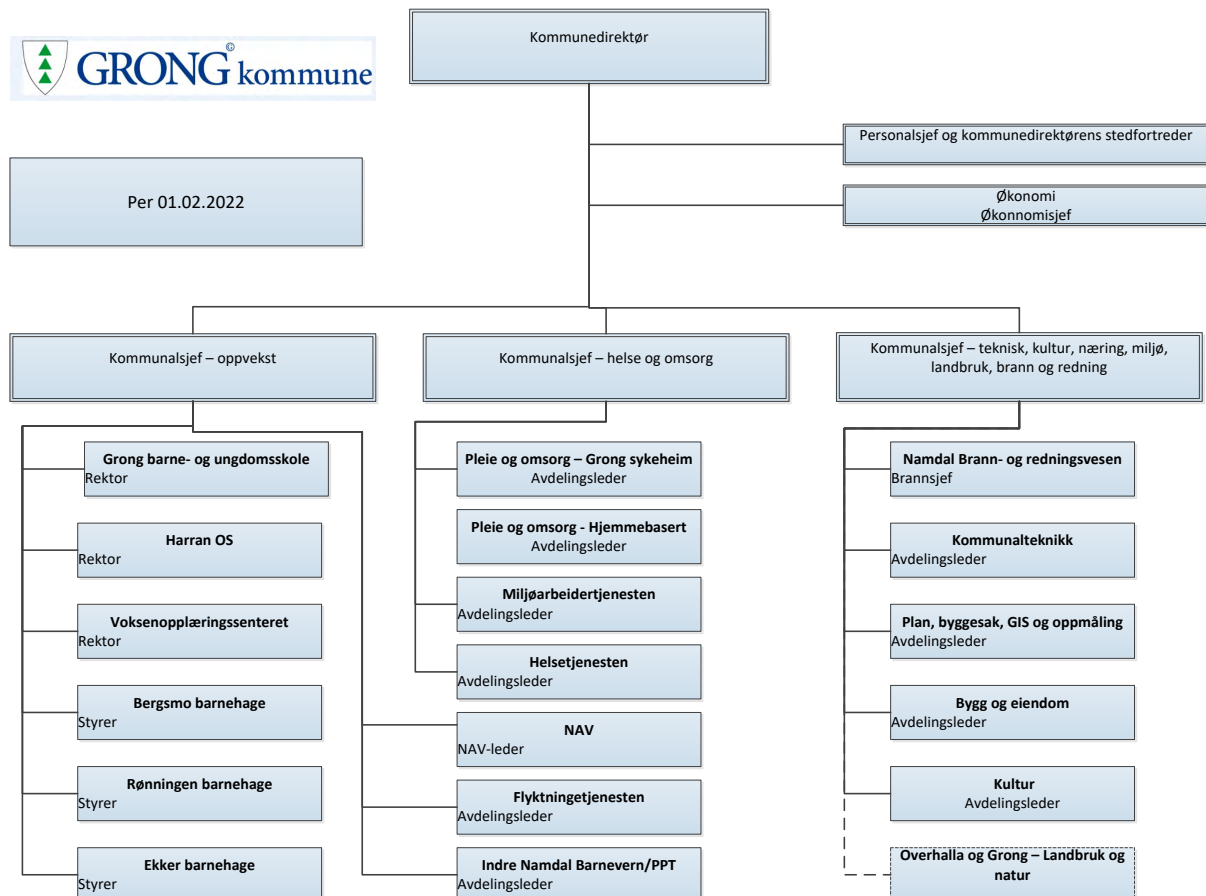 Kommunedirektør
© GRONG kommune
Personalsjef og kommunedirektørens stedfortreder
Per 01.02.2022
Økonomi
Økonnomisjef
Kommunalsjef – oppvekst
Kommunalsjef – helse og omsorg
Kommunalsjef – teknisk, kultur, næring, miljø,
landbruk, brann og redning
Grong barne- og ungdomsskole
Rektor
Harran OS
Rektor
Voksenopplæringssenteret
Rektor
Bergsmo barnehage
Styrer
Rønningen barnehage
Styrer
Ekker barnehage
Styrer
Pleie og omsorg – Grong sykeheim
Avdelingsleder
Pleie og omsorg - Hjemmebasert
Avdelingsleder
Miljøarbeidertjenesten
Avdelingsleder
Helsetjenesten
Avdelingsleder
NAV
NAV-leder
Flyktningetjenesten
Avdelingsleder
Indre Namdal Barnevern/PPT
Avdelingsleder
Namdal Brann- og redningsvesen
Brannsjef
Kommunalteknikk
Avdelingsleder
Plan, byggesak, GIS og oppmåling
Avdelingsleder
Bygg og eiendom
Avdelingsleder
Kultur
Avdelingsleder
Overhalla og Grong – Landbruk og
natur